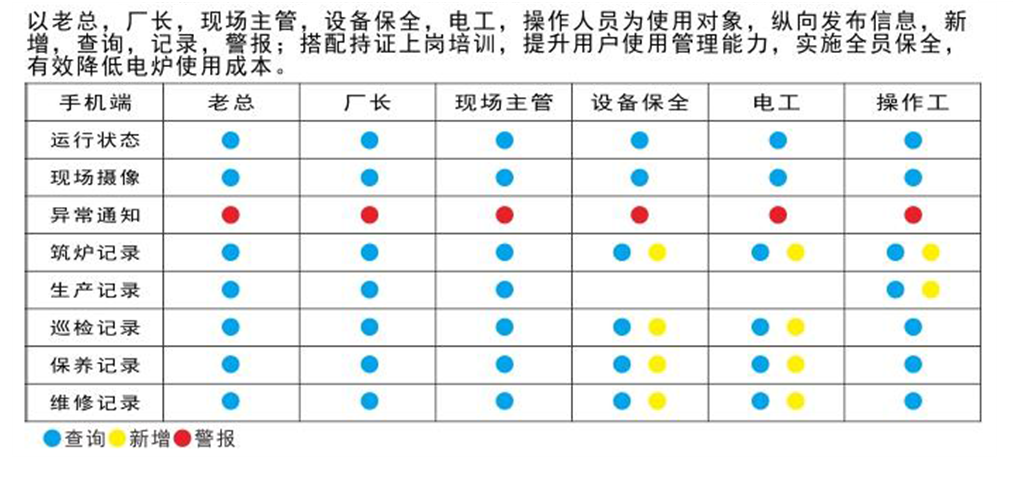 以老总，厂长，现场主管，设备保全，电工，操作人员为使用对象，纵向发布信息，新
增，查询，记录，警报；搭配持证上岗培训，提升用户使用管理能力，实施全员保全，
有效降低电炉使用成本。
手机端 老总 厂长 现场主管 设备保全 电工 操作工
运行状态
现场摄像
异常通知
筑炉记录
生产记录
巡检记录
保养记录
维修记录
查询 新增 警报